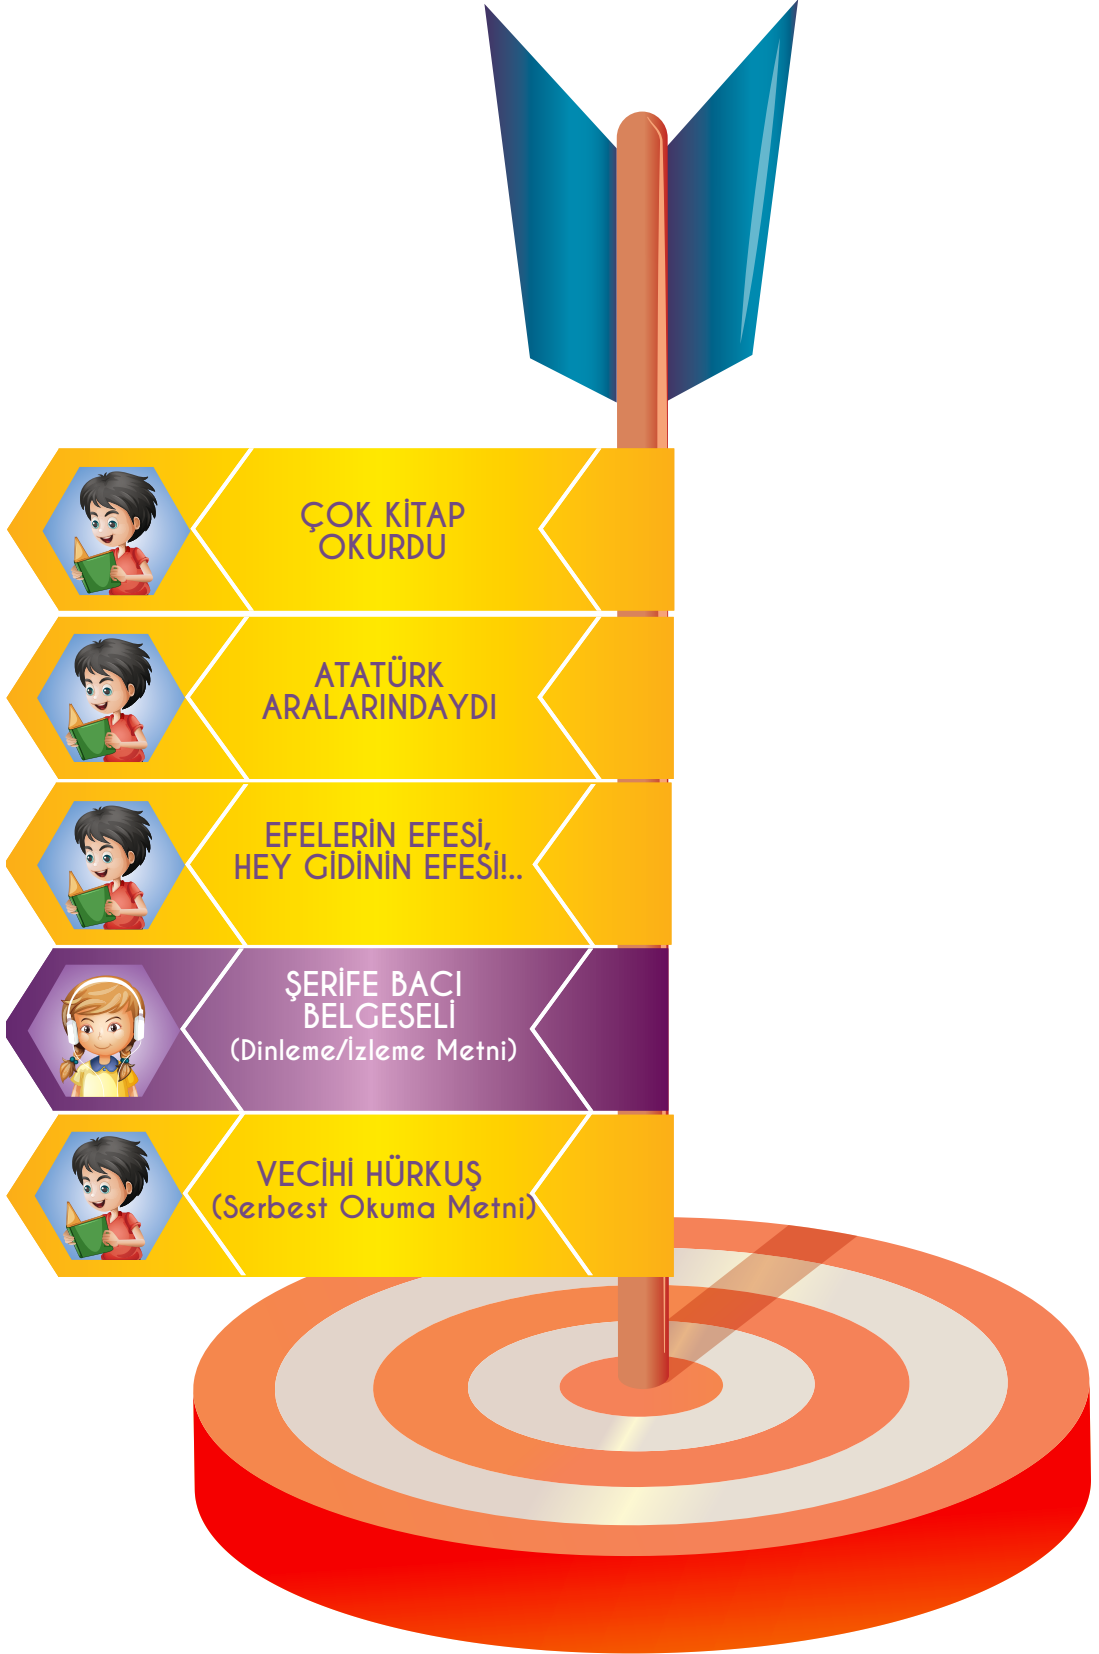 ÇOK KİTAP
OKURDU
ATATÜRK
ARALARINDAYDI
EFELERİN EFESİ,
HEY GİDİNİN EFESİ!..
ŞERİFE BACI
BELGESELİ
(Dinleme/İzleme Metni)
VECİHİ HÜRKUŞ
(Serbest Okuma Metni)